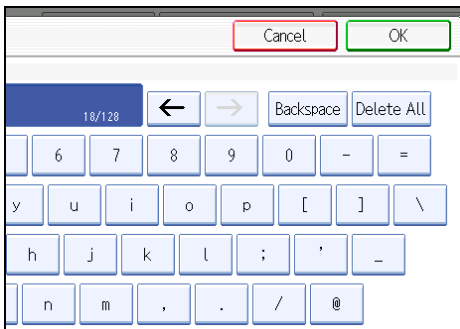 Cancel OK
18/128 ← → Backspace Delete All
6 7 8 9 0 - =
y u i o p [ ] \
h j k l ; ' _
n m , . / @